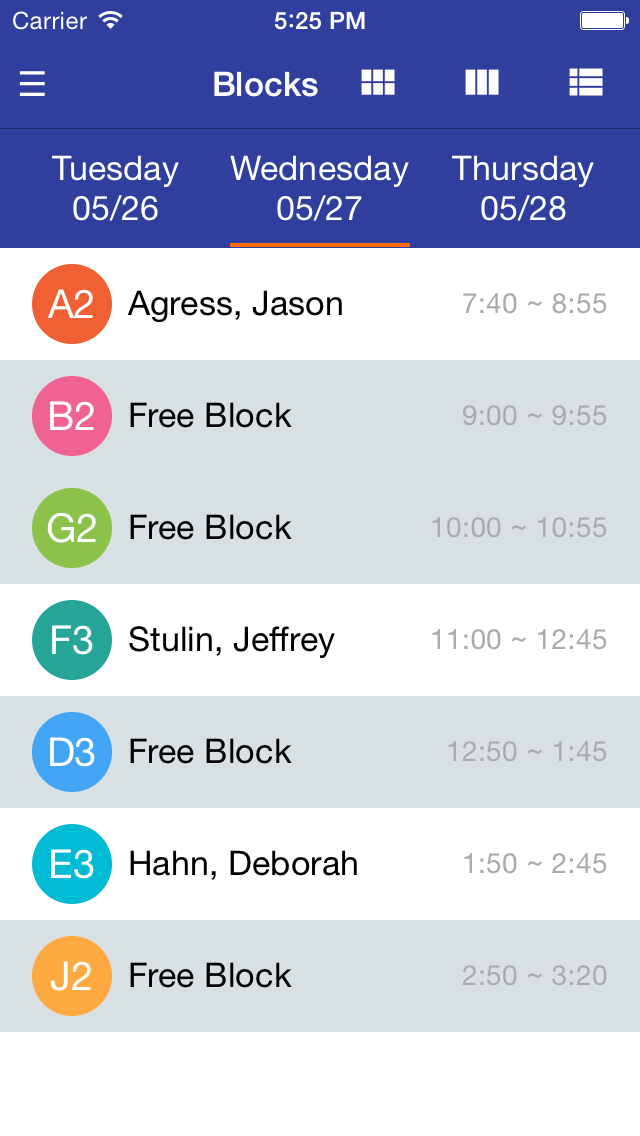 Carrier 5:25 PM
Blocks
Tuesday Wednesday Thursday
05/26 05/27 05/28
A2 Agress, Jason 7:40 ~ 8:55
B2 Free Block 9:00 ~ 9:55
G2 Free Block 10:00 ~ 10:55
F3 Stulin, Jeffrey 11:00 ~ 12:45
D3 Free Block 12:50 ~ 1:45
E3 Hahn, Deborah 1:50 ~ 2:45
J2 Free Block 2:50 ~ 3:20